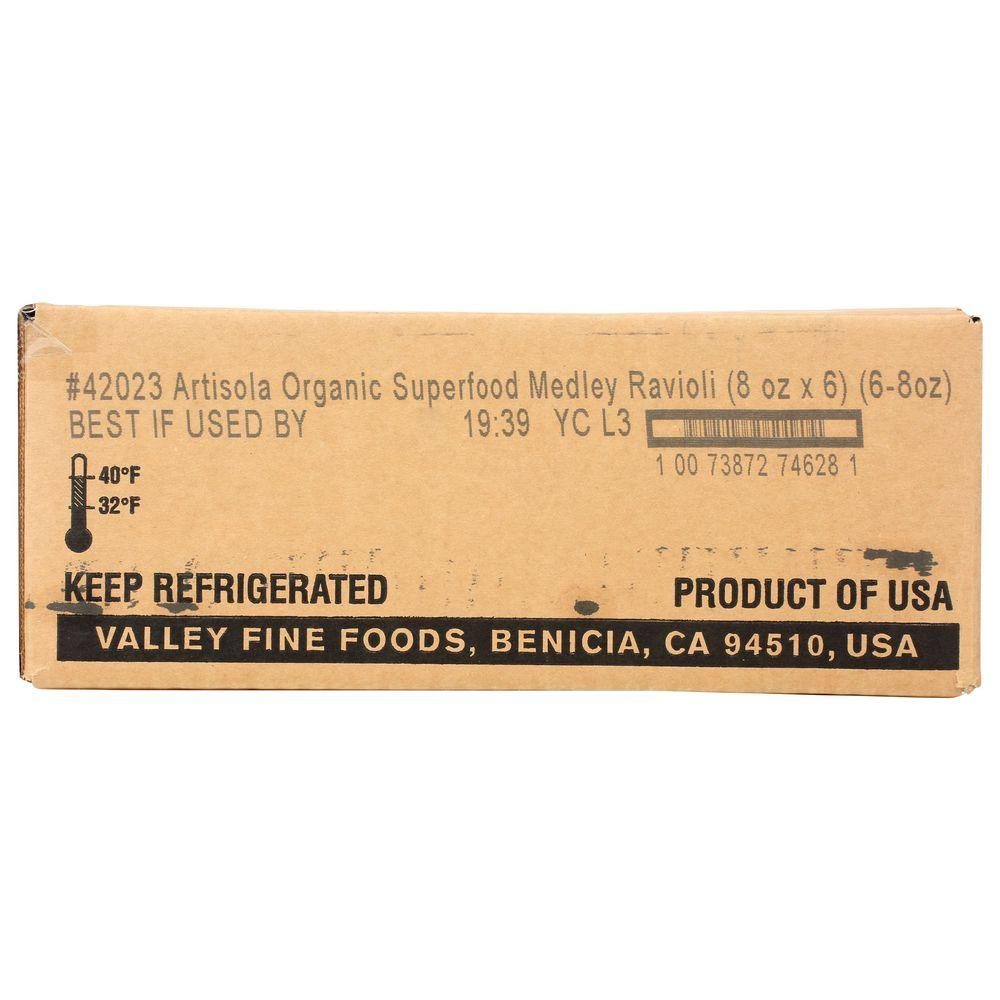 #42023 Artisola Organic Superfood Medley Ravioli (8 oz x 6) (6-8oz)
BEST IF USED BY 19:39 YC L3
1 00 73872 74628 1
40°F
32°F
KEEP REFRIGERATED PRODUCT OF USA
VALLEY FINE FOODS, BENICIA, CA 94510, USA